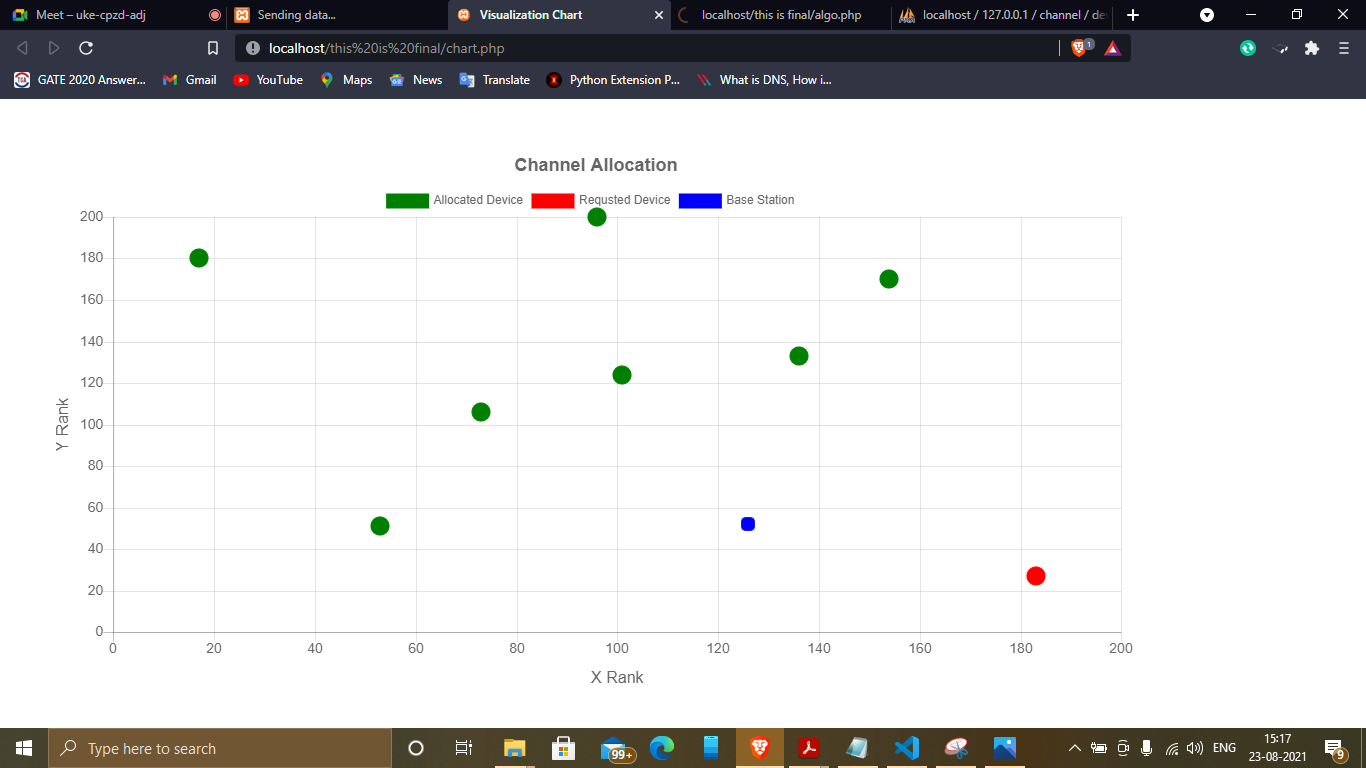 Meet – uke-cpzd-adj Sending data... Visualization Chart localhost/this is final/algo.php localhost / 127.0.0.1 / channel / de
localhost/this%20is%20final/chart.php 1
GATE 2020 Answer... Gmail YouTube Maps News Translate Python Extension P... What is DNS, How i...
Channel Allocation
Allocated Device Requsted Device Base Station
200
180
160
140
120
100
80
60
40
20
0
Y Rank
0 20 40 60 80 100 120 140 160 180 200
X Rank
Type here to search 99+ ENG 15:17 23-08-2021 9